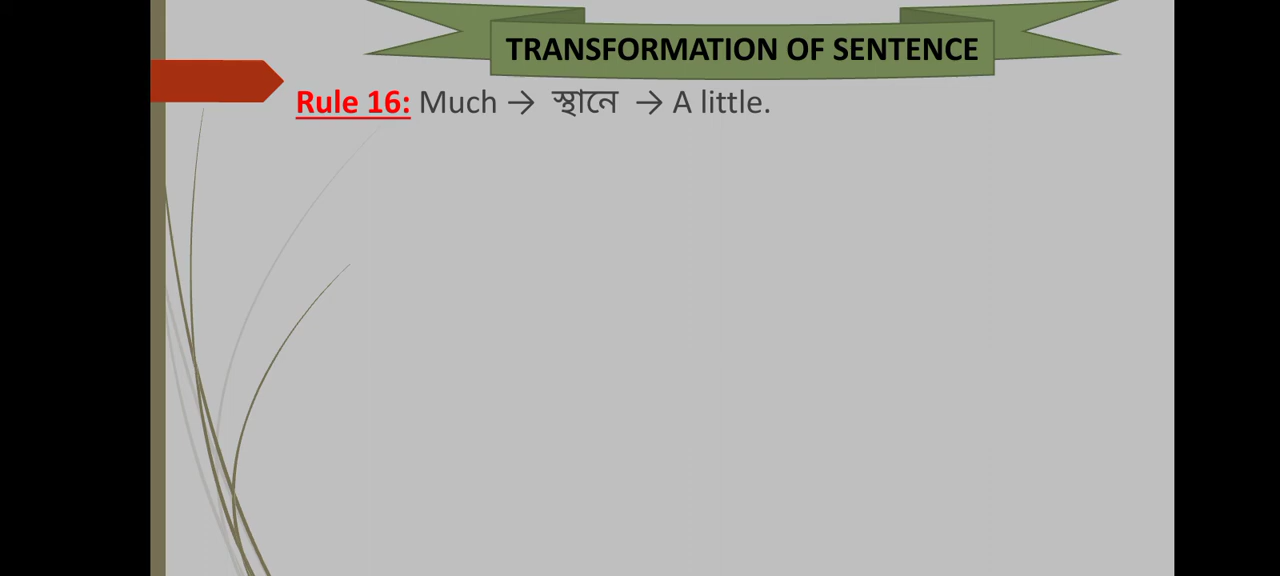 TRANSFORMATION OF SENTENCE
Rule 16: Much → স্থানে → A little.